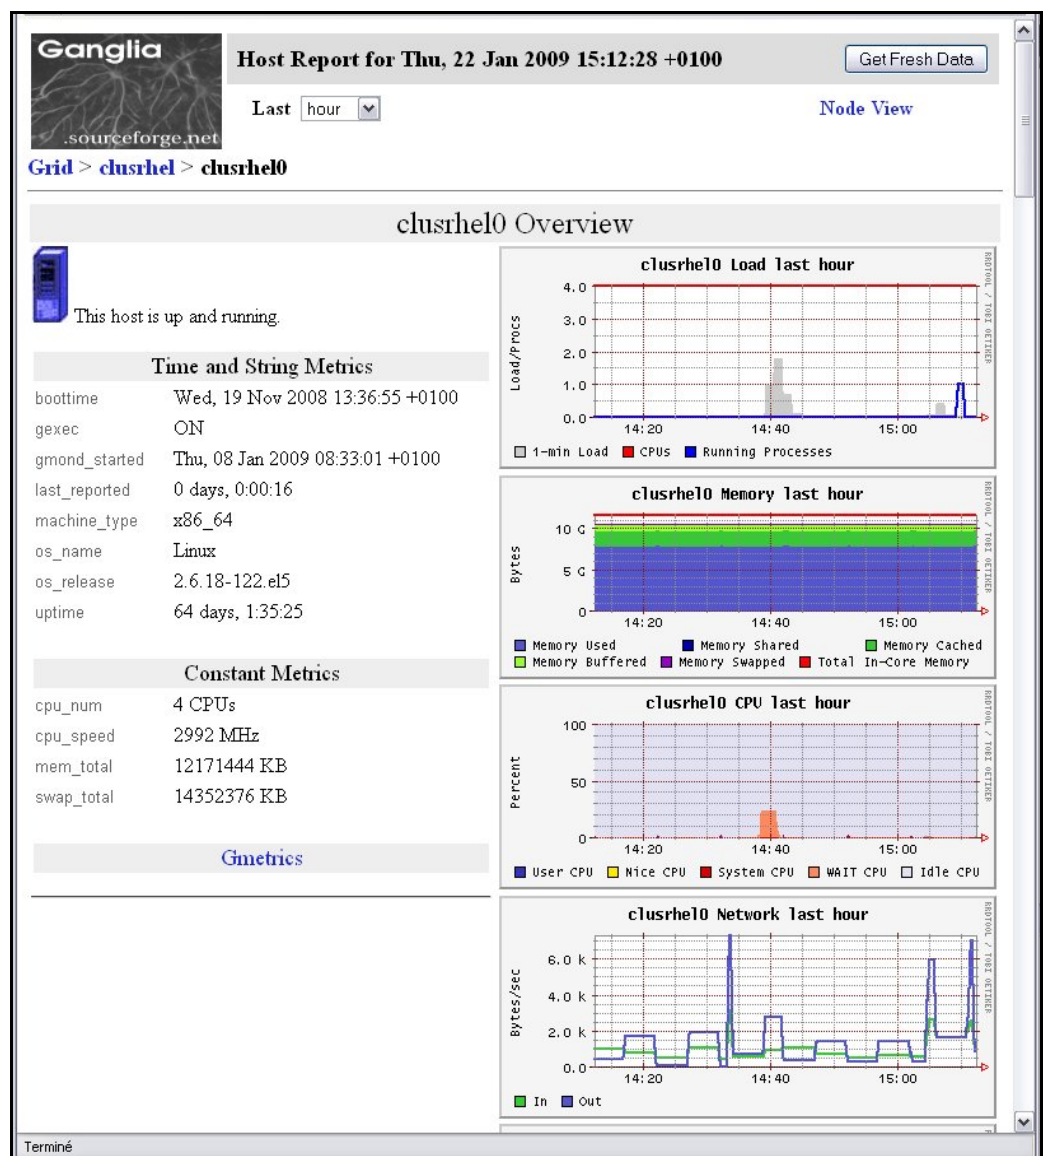 Ganglia
.sourceforge.net
Host Report for Thu, 22 Jan 2009 15:12:28 +0100
Get Fresh Data
Last hour
Node View
Grid > clusrhel > clusrhel0
clusrhel0 Overview
This host is up and running.
Time and String Metrics
boottime Wed, 19 Nov 2008 13:36:55 +0100
gexec ON
gmond_started Thu, 08 Jan 2009 08:33:01 +0100
last_reported 0 days, 0:00:16
machine_type x86_64
os_name Linux
os_release 2.6.18-122.el5
uptime 64 days, 1:35:25
Constant Metrics
cpu_num 4 CPUs
cpu_speed 2992 MHz
mem_total 12171444 KB
swap_total 14352376 KB
Gmetrics
clusrhel0 Load last hour
RRDTOOL / TOBI OETIKER
Load/Procs
4.0
3.0
2.0
1.0
0.0
14:20 14:40 15:00
1-min Load CPUs Running Processes
clusrhel0 Memory last hour
RRDTOOL / TOBI OETIKER
Bytes
10 G
5 G
0
14:20 14:40 15:00
Memory Used Memory Shared Memory Cached
Memory Buffered Memory Swapped Total In-Core Memory
clusrhel0 CPU last hour
RRDTOOL / TOBI OETIKER
Percent
100
50
0
14:20 14:40 15:00
User CPU Nice CPU System CPU WAIT CPU Idle CPU
clusrhel0 Network last hour
RRDTOOL / TOBI OETIKER
Bytes/sec
6.0 k
4.0 k
2.0 k
0.0
14:20 14:40 15:00
In Out
Terminé